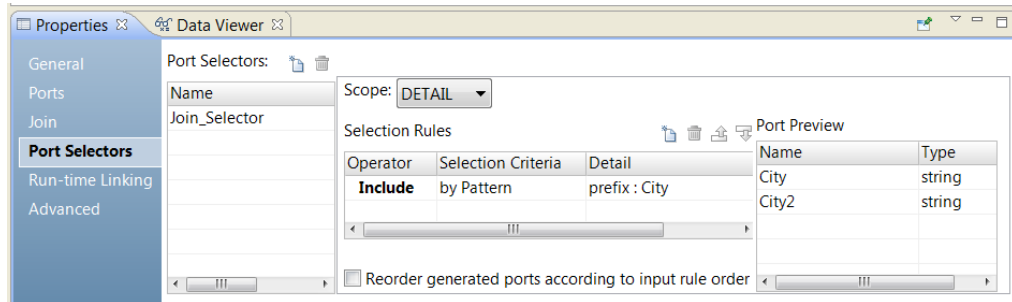 Properties Data Viewer
General
Ports
Join
Port Selectors
Run-time Linking
Advanced
Port Selectors:
Name
Join_Selector
Scope: DETAIL
Selection Rules
Operator Selection Criteria Detail
Include by Pattern prefix : City
Reorder generated ports according to input rule order
Port Preview
Name Type
City string
City2 string